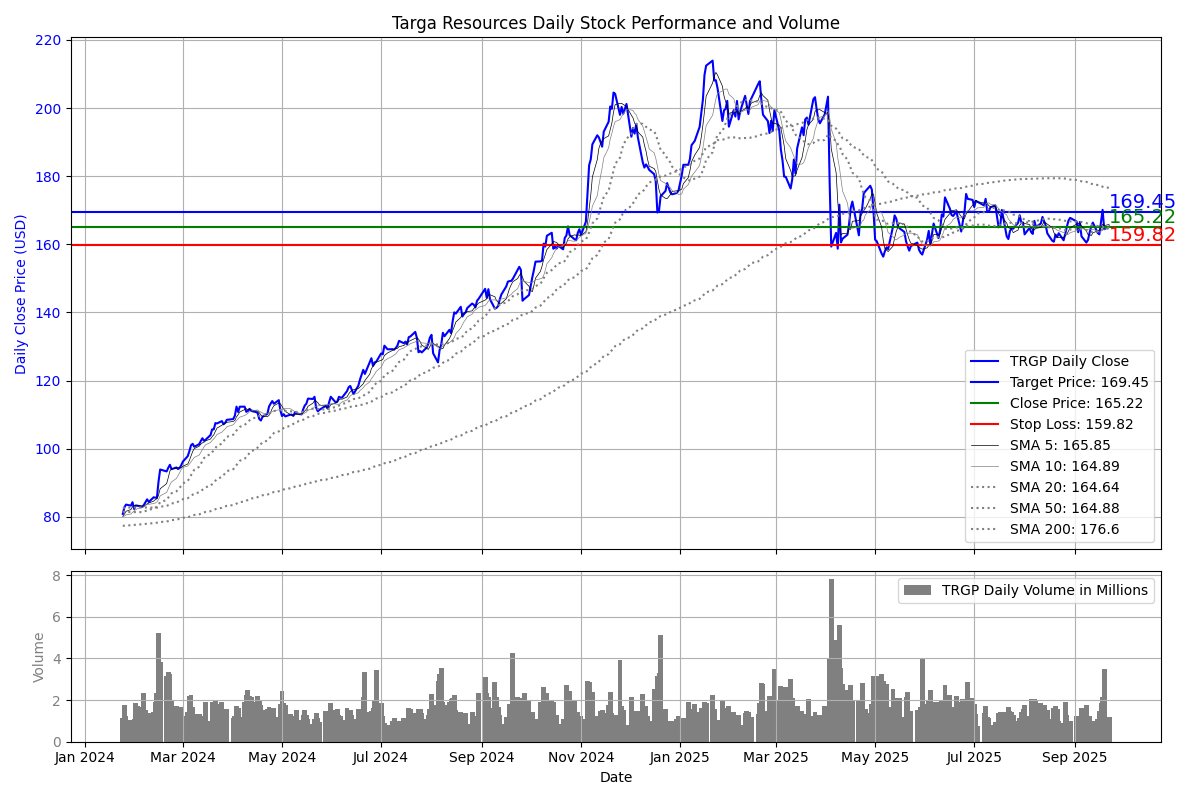 Targa Resources Daily Stock Performance and Volume
220
200
180
160
140
120
100
80
Daily Close Price (USD)
169.45
165.22
159.82
TRGP Daily Close
Target Price: 169.45
Close Price: 165.22
Stop Loss: 159.82
SMA 5: 165.85
SMA 10: 164.89
SMA 20: 164.64
SMA 50: 164.88
SMA 200: 176.6
8
6
4
2
0
Volume
TRGP Daily Volume in Millions
Jan 2024 Mar 2024 May 2024 Jul 2024 Sep 2024 Nov 2024 Jan 2025 Mar 2025 May 2025 Jul 2025 Sep 2025
Date